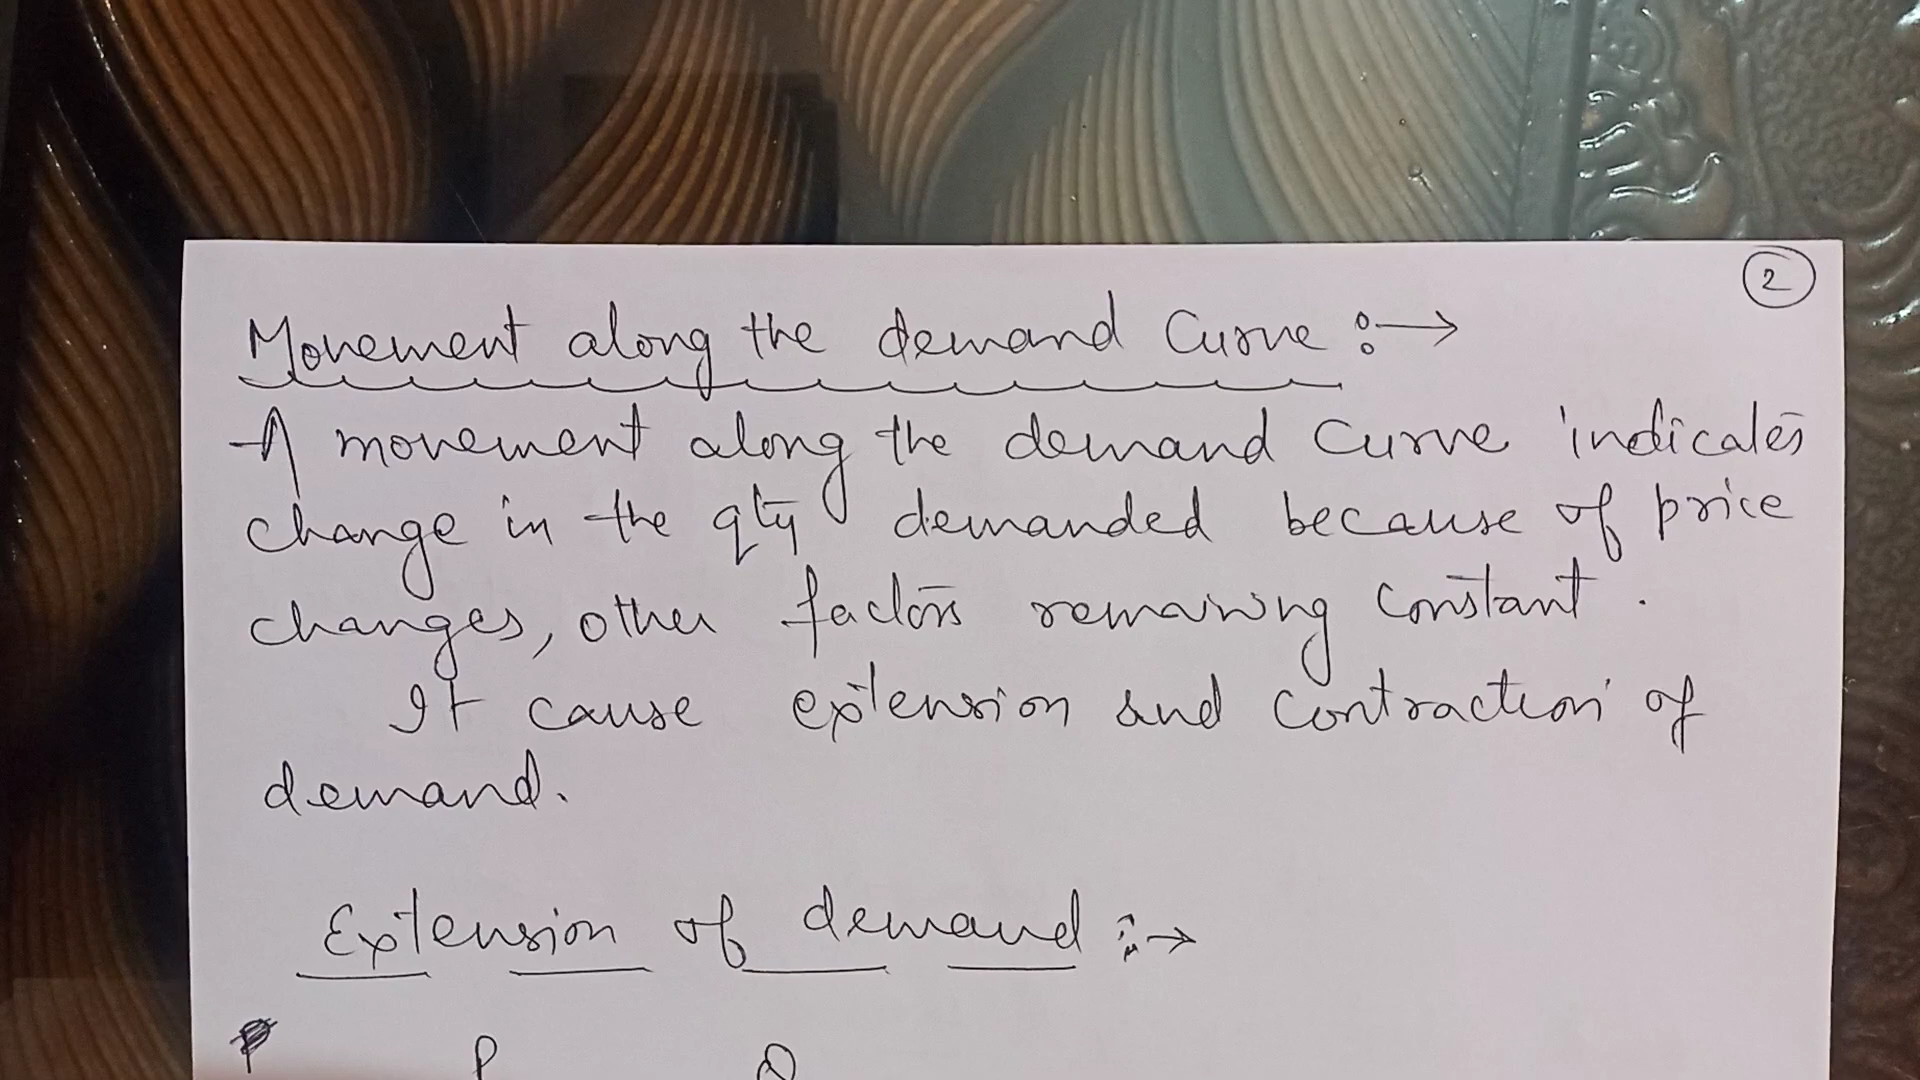 2
Movement along the demand Curve :→
A movement along the demand curve indicates
change in the qty demanded because of price
changes, other factors remaining constant.
It cause extension and contraction of
demand.
Extension of demand :→
P Q